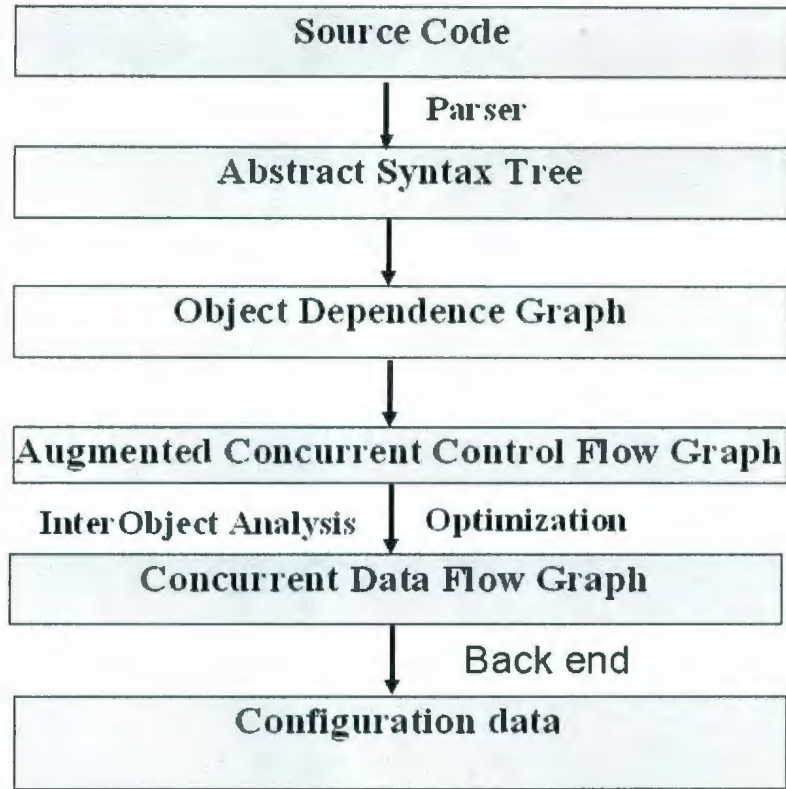 Source Code
Parser
Abstract Syntax Tree
Object Dependence Graph
Augmented Concurrent Control Flow Graph
InterObject Analysis Optimization
Concurrent Data Flow Graph
Back end
Configuration data